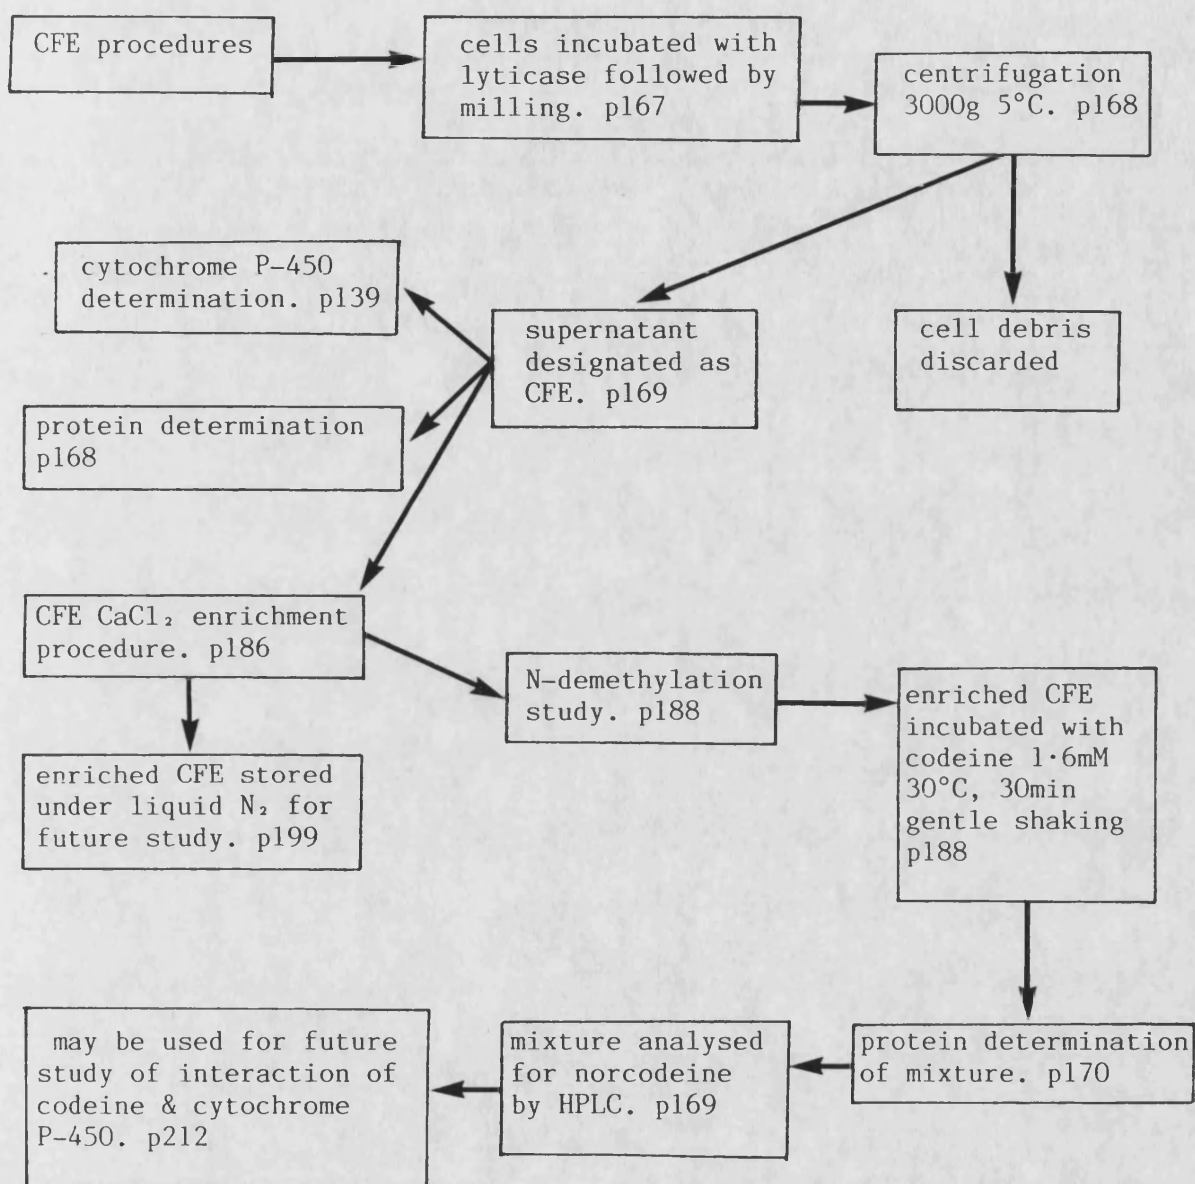 CFE procedures
cells incubated with
lyticase followed by
milling. p167
centrifugation
3000g 5°C. p168
cytochrome P-450
determination. p139
supernatant
designated as
CFE. p169
cell debris
discarded
protein determination
p168
CFE CaCl₂ enrichment
procedure. p186
N-demethylation
study. p188
enriched CFE
incubated with
codeine 1·6mM
30°C, 30min
gentle shaking
p188
enriched CFE stored
under liquid N₂ for
future study. p199
protein determination
of mixture. p170
mixture analysed
for norcodeine
by HPLC. p169
may be used for future
study of interaction of
codeine & cytochrome
P-450. p212